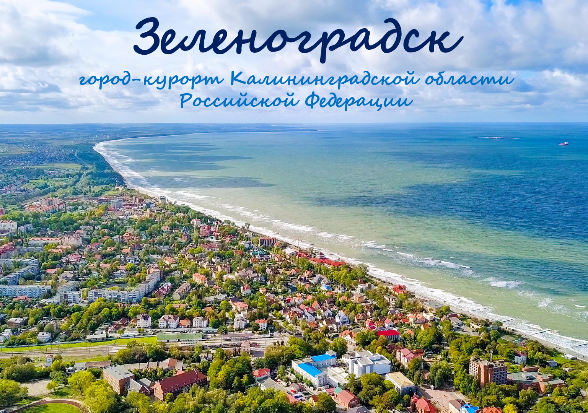 Зеленоградск
город-курорт Калининградской области
Российской Федерации